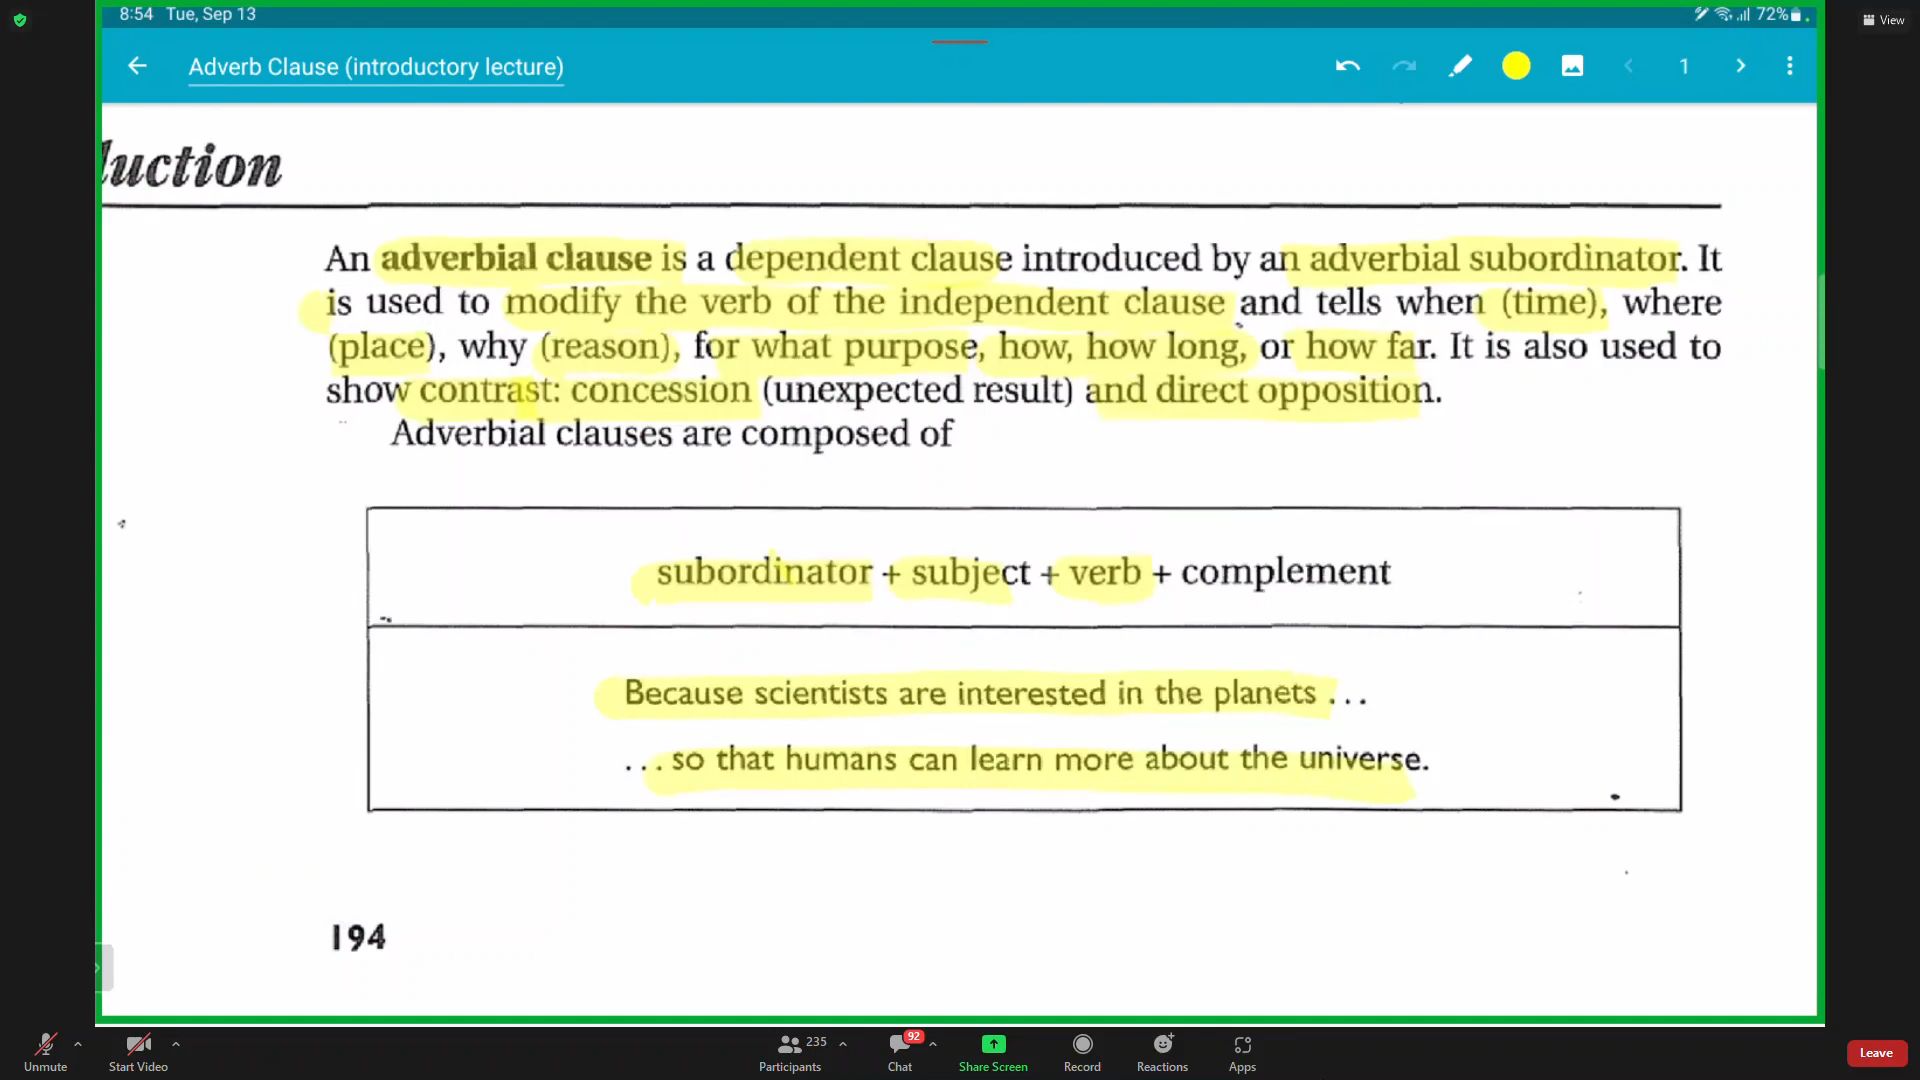 8:54 Tue, Sep 13
72%
View
Adverb Clause (introductory lecture)
1
luction
An adverbial clause is a dependent clause introduced by an adverbial subordinator. It
is used to modify the verb of the independent clause and tells when (time), where
(place), why (reason), for what purpose, how, how long, or how far. It is also used to
show contrast: concession (unexpected result) and direct opposition.
Adverbial clauses are composed of
subordinator + subject + verb + complement
Because scientists are interested in the planets . . .
. . . so that humans can learn more about the universe.
194
235
92
Unmute
Start Video
Participants
Chat
Share Screen
Record
Reactions
Apps
Leave